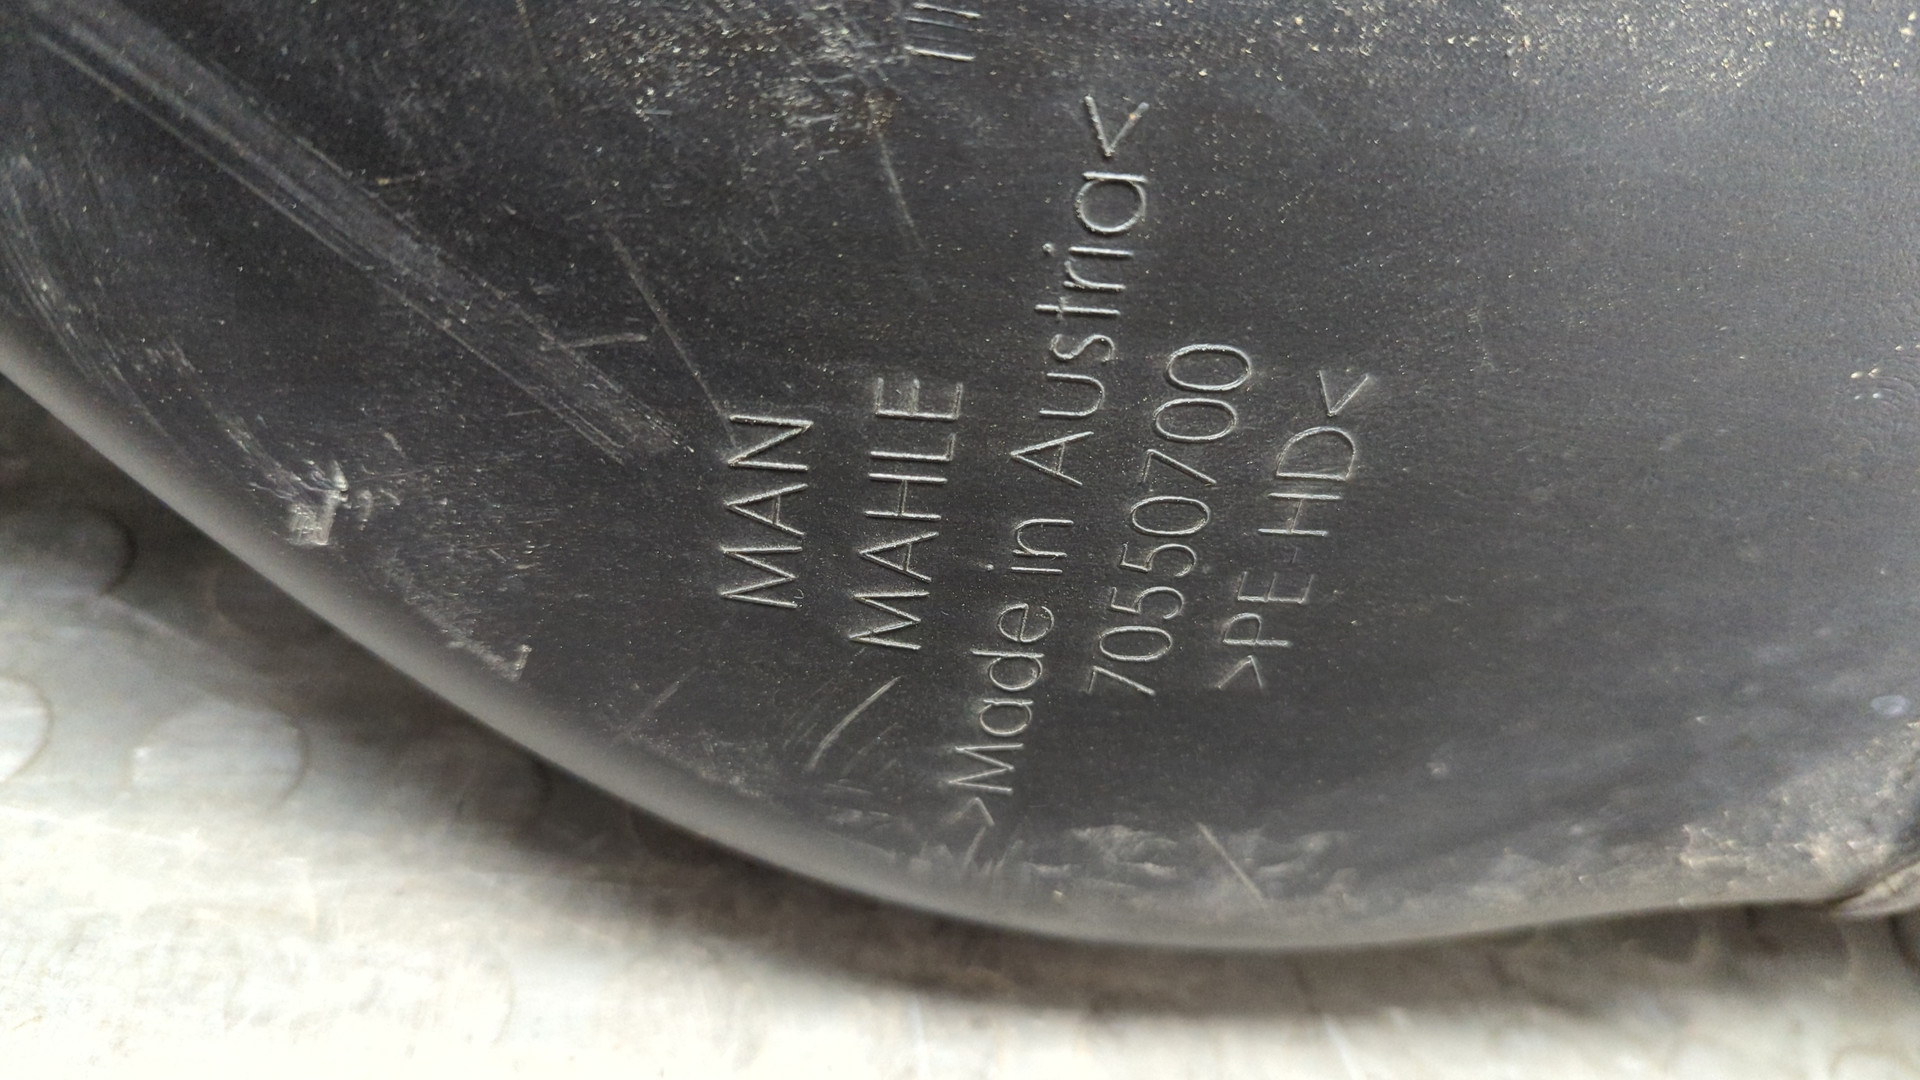 MAN
MAHLE
>Made in Austria<
70550700
>PE-HD<